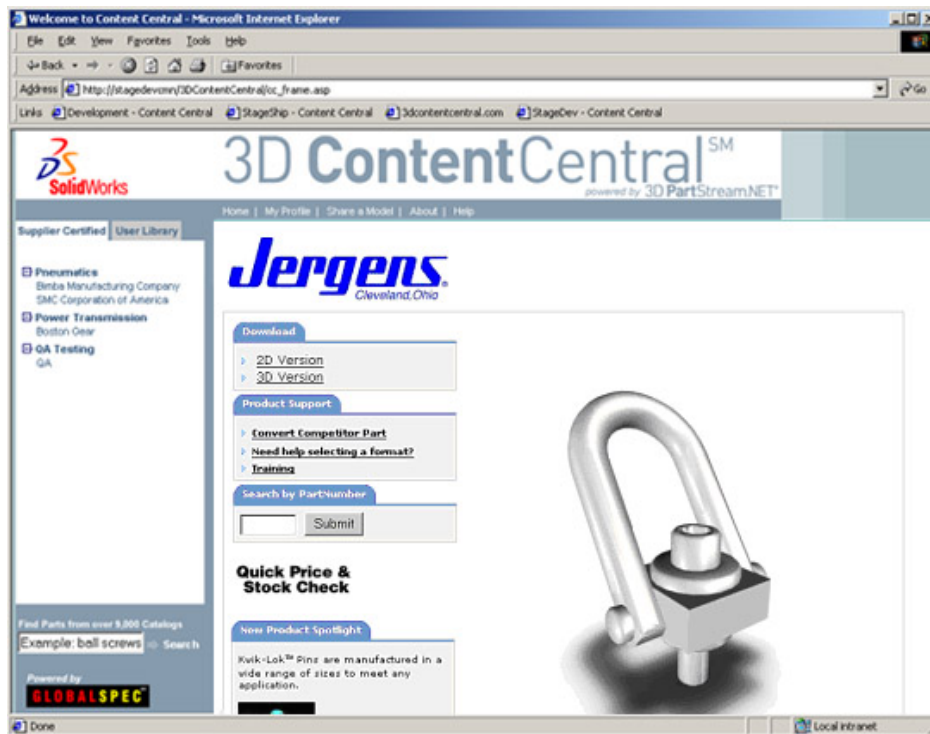 Welcome to Content Central - Microsoft Internet Explorer
File Edit View Favorites Tools Help
Back Favorites
Address http://stagedevcmn/3DContentCentral/cc_frame.asp Go
Links Development - Content Central StageShip - Content Central 3dcontentcentral.com StageDev - Content Central
SolidWorks
3D ContentCentral SM
powered by 3D PartStream.NET
Home | My Profile | Share a Model | About | Help
Supplier Certified User Library
Pneumatics
Bimba Manufacturing Company
SMC Corporation of America
Power Transmission
Boston Gear
QA Testing
QA
Find Parts from over 9,000 Catalogs
Example: ball screws Search
Powered by
GLOBALSPEC
Jergens.
Cleveland, Ohio
Download
2D Version
3D Version
Product Support
Convert Competitor Part
Need help selecting a format?
Training
Search by PartNumber
Submit
Quick Price &
Stock Check
New Product Spotlight
Kwik-Lok™ Pins are manufactured in a
wide range of sizes to meet any
application.
Done Local intranet